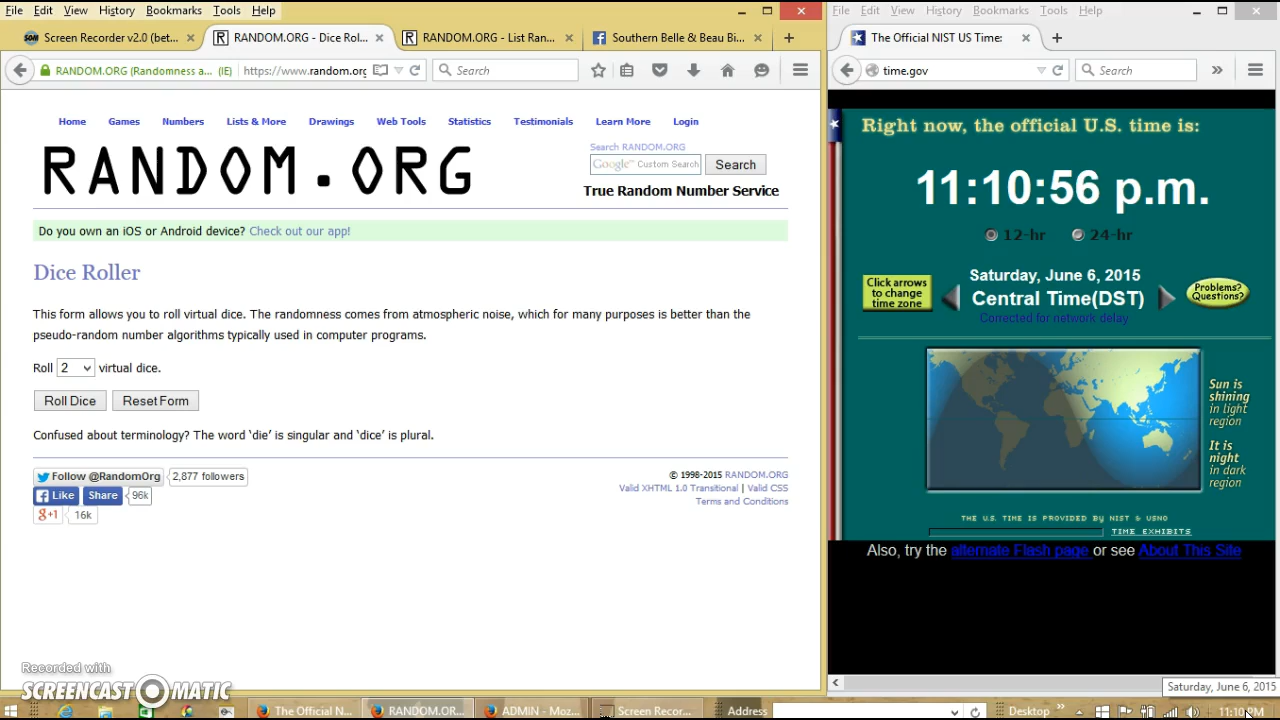 File Edit View History Bookmarks Tools Help
Screen Recorder v2.0 (bet...
RANDOM.ORG - Dice Rol...
RANDOM.ORG - List Ran...
Southern Belle & Beau Bi...
RANDOM.ORG (Randomness a... (IE)
https://www.random.org
Search
Home Games Numbers Lists & More Drawings Web Tools Statistics Testimonials Learn More Login
RANDOM.ORG
Search RANDOM.ORG
Google™ Custom Search
Search
True Random Number Service
Do you own an iOS or Android device? Check out our app!
Dice Roller
This form allows you to roll virtual dice. The randomness comes from atmospheric noise, which for many purposes is better than the
pseudo-random number algorithms typically used in computer programs.
Roll 2 virtual dice.
Roll Dice Reset Form
Confused about terminology? The word ‘die’ is singular and ‘dice’ is plural.
Follow @RandomOrg 2,877 followers
Like Share 96k
g+1 16k
© 1998-2015 RANDOM.ORG
Valid XHTML 1.0 Transitional | Valid CSS
Terms and Conditions
Recorded with
SCREENCAST-O-MATIC
File Edit View History Bookmarks Tools Help
The Official NIST US Time:
time.gov
Search
Right now, the official U.S. time is:
11:10:56 p.m.
12-hr 24-hr
Click arrows
to change
time zone
Saturday, June 6, 2015
Central Time(DST)
Corrected for network delay
Problems?
Questions?
Sun is
shining
in light
region
It is
night
in dark
region
THE U.S. TIME IS PROVIDED BY NIST & USNO
TIME EXHIBITS
Also, try the alternate Flash page or see About This Site
Saturday, June 6, 2015
The Official N...
RANDOM.OR...
ADMIN - Moz...
Screen Recor...
Address
Desktop
11:10 PM